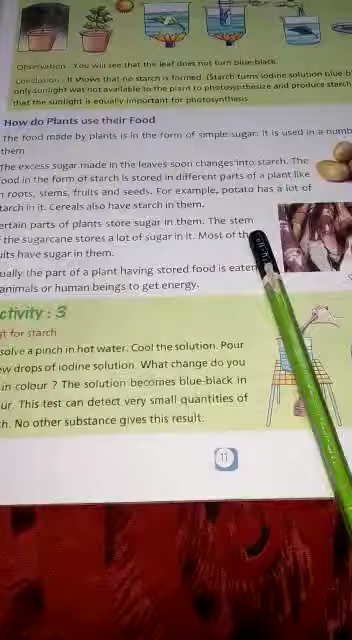 Observation : You will see that the leaf does not turn blue-black.
Conclusion : It shows that no starch is formed. (Starch turns iodine solution blue-b
only sunlight was not available to the plant to photosynthesize and produce starch
that the sunlight is equally important for photosynthesis
How do Plants use their Food
The food made by plants is in the form of simple sugar. It is used in a numb
them
The excess sugar made in the leaves soon changes into starch. The
ood in the form of starch is stored in different parts of a plant like
roots, stems, fruits and seeds. For example, potato has a lot of
tarch in it. Cereals also have starch in them.
ertain parts of plants store sugar in them. The stem
f the sugarcane stores a lot of sugar in it. Most of th
uits have sugar in them.
ually the part of a plant having stored food is eaten
animals or human beings to get energy.
ctivity : 3
st for starch
solve a pinch in hot water. Cool the solution. Pour
ew drops of iodine solution. What change do you
in colour ? The solution becomes blue-black in
ur. This test can detect very small quantities of
h. No other substance gives this result.
11